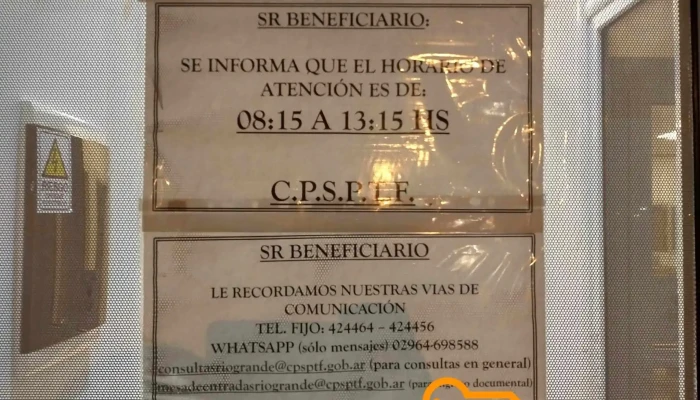 SR BENEFICIARIO:
SE INFORMA QUE EL HORARIO DE
ATENCIÓN ES DE:
08:15 A 13:15 HS
C.P.S.P.T.F.
SR BENEFICIARIO
LE RECORDAMOS NUESTRAS VIAS DE
COMUNICACIÓN
TEL. FIJO: 424464 – 424456
WHATSAPP (sólo mensajes) 02964-698588
consultasriogrande@cpsptf.gob.ar (para consultas en general)
mesadeentradasriogrande@cpsptf.gob.ar (para documental)